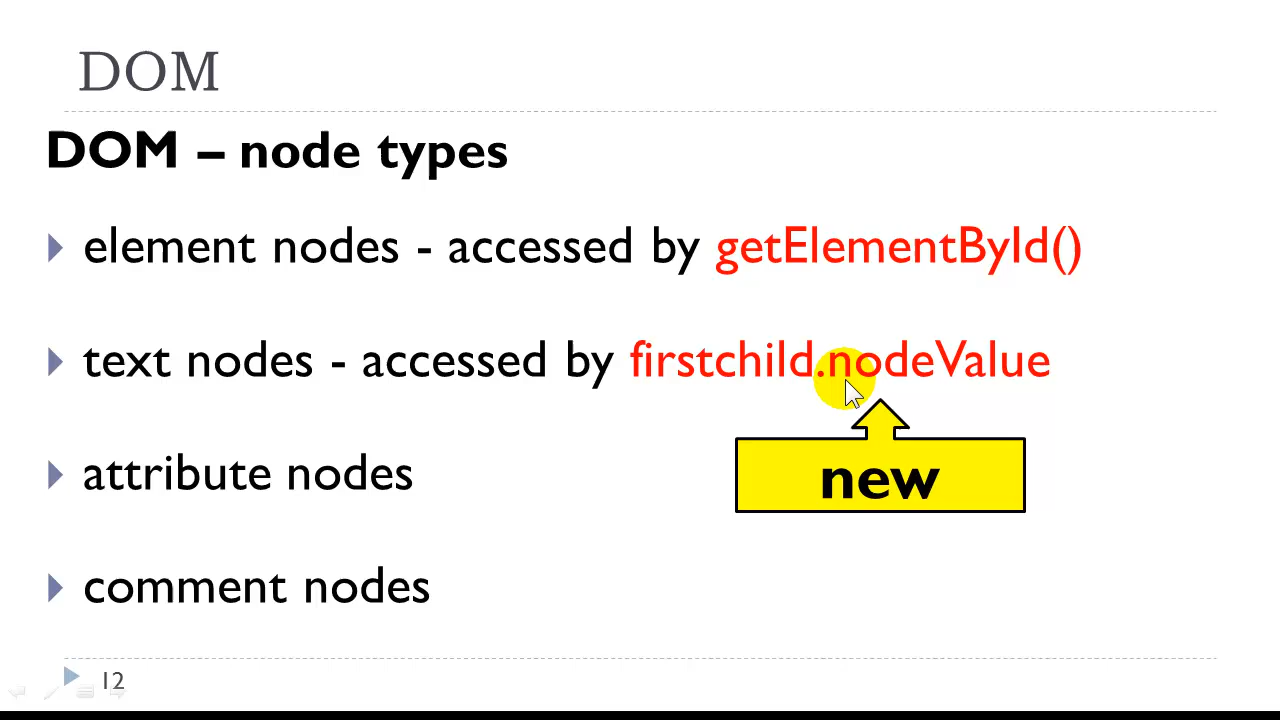 DOM
DOM – node types
element nodes - accessed by getElementById()
text nodes - accessed by firstchild.nodeValue
new
attribute nodes
comment nodes
12